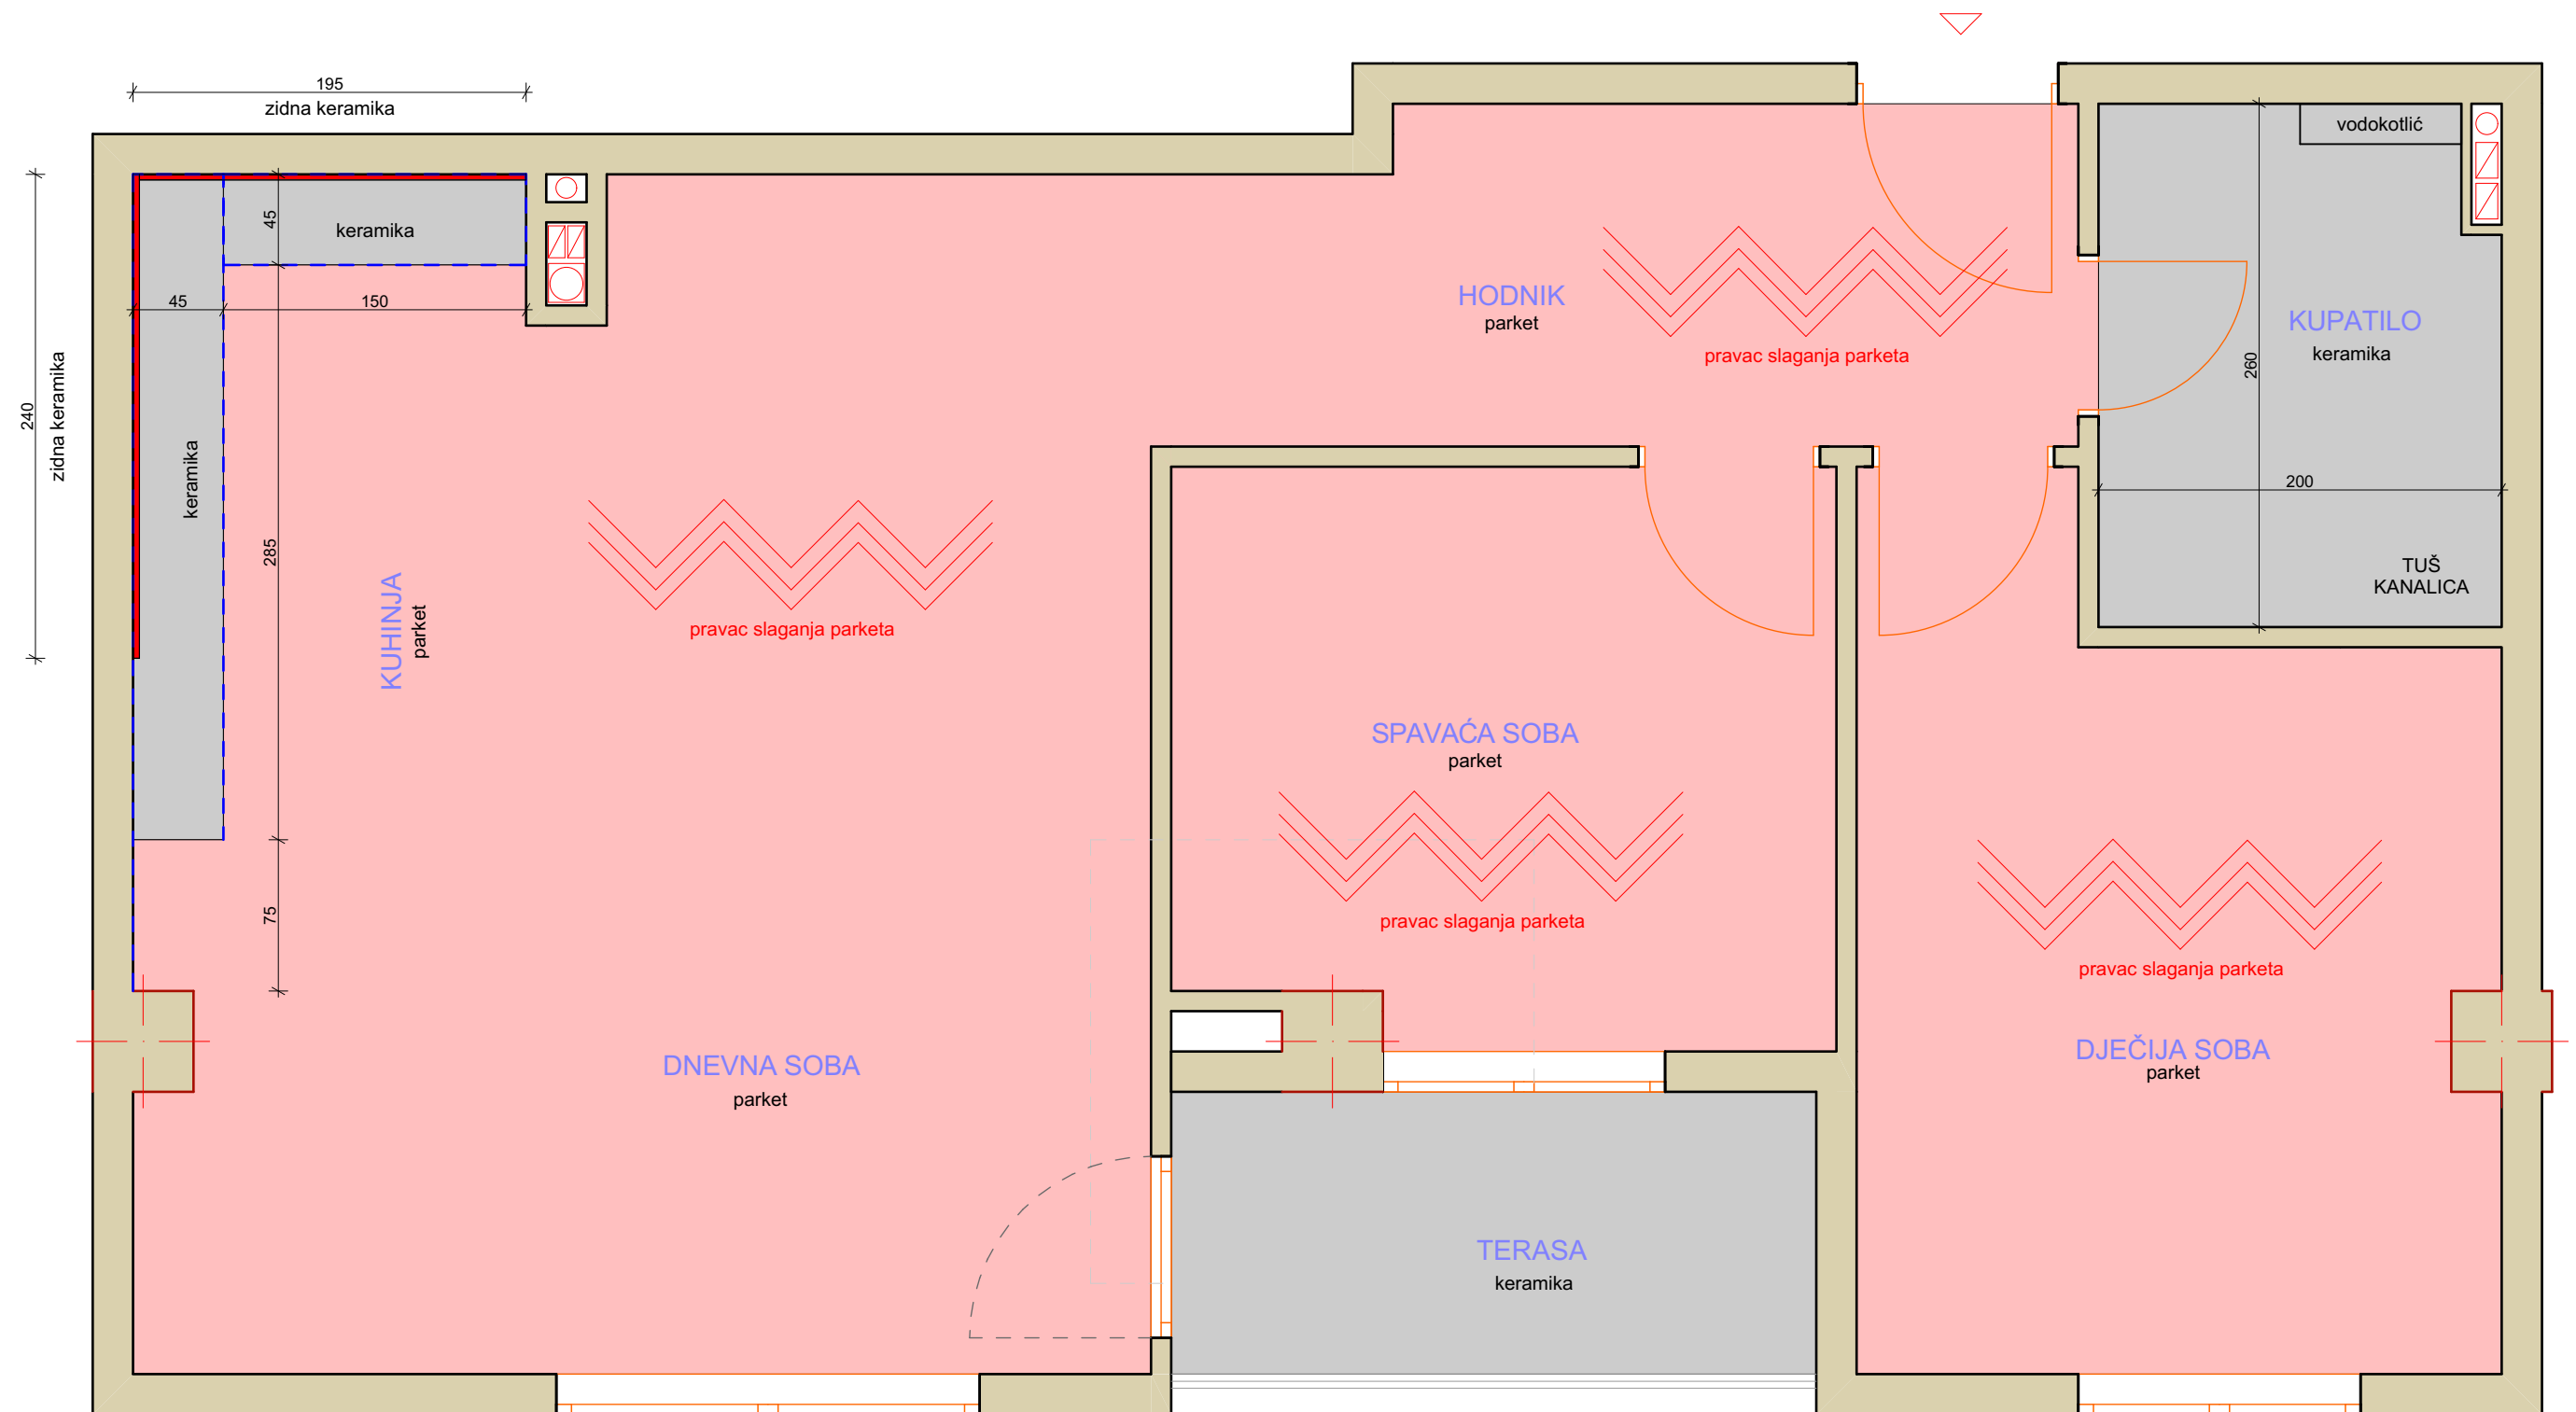 195
zidna keramika
vodokotlić
45
keramika
45
150
240
zidna keramika
keramika
285
KUHINJA
parket
pravac slaganja parketa
HODNIK
parket
pravac slaganja parketa
KUPATILO
keramika
260
200
TUŠ
KANALICA
75
SPAVAĆA SOBA
parket
pravac slaganja parketa
pravac slaganja parketa
DNEVNA SOBA
parket
DJEČIJA SOBA
parket
TERASA
keramika